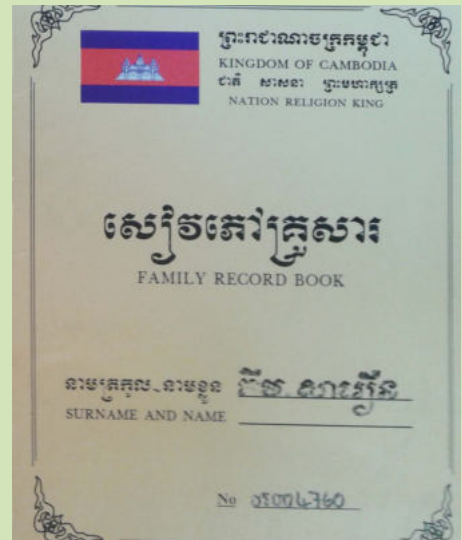 ព្រះរាជាណាចក្រកម្ពុជា
KINGDOM OF CAMBODIA
ជាតិ សាសនា ព្រះមហាក្សត្រ
NATION RELIGION KING
សៀវភៅគ្រួសារ
FAMILY RECORD BOOK
នាមត្រកូល_នាមខ្លួន
SURNAME AND NAME
No